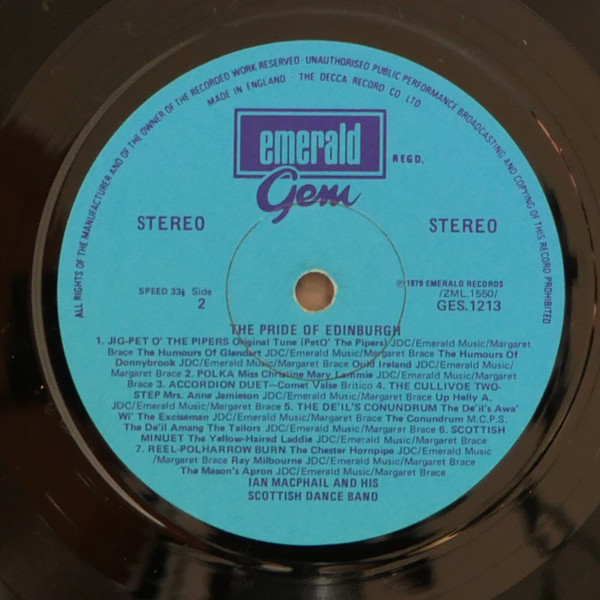 ALL RIGHTS OF THE MANUFACTURER AND OF THE OWNER OF THE RECORDED WORK RESERVED · UNAUTHORISED PUBLIC PERFORMANCE BROADCASTING AND COPYING OF THIS RECORD PROHIBITED
MADE IN ENGLAND · THE DECCA RECORD CO LTD
emerald
REGD.
Gem
STEREO
STEREO
SPEED 33⅓ Side
2
℗ 1979 EMERALD RECORDS
/ZML.1550/
GES.1213
THE PRIDE OF EDINBURGH
1. JIG-PET O' THE PIPERS Original Tune (PetO' The Pipers) JDC/Emerald Music/Margaret
Brace The Humours Of Glendart JDC/Emerald Music/Margaret Brace The Humours Of
Donnybrook JDC/Emerald Music/Margaret Brace Ould Ireland JDC/Emerald Music/
Margaret Brace 2. POLKA Miss Christine Mary Lammie JDC/Emerald Music/Margaret
Brace 3. ACCORDION DUET—Comet Valse Britico 4. THE CULLIVOE TWO-
STEP Mrs. Anne Jamieson JDC/Emerald Music/Margaret Brace Up Helly A.
JDC/Emerald Music/Margaret Brace 5. THE DE'IL'S CONUNDRUM The De'il's Awa'
Wi' The Exciseman JDC/Emerald Music/Margaret Brace The Conundrum M.C.P.S.
The De'il Amang The Tailors JDC/Emerald Music/Margaret Brace 6. SCOTTISH
MINUET The Yellow-Haired Laddie JDC/Emerald Music/Margaret Brace
7. REEL-POLHARROW BURN The Chester Hornpipe JDC/Emerald Music
/Margaret Brace Ray Milbourne JDC/Emerald Music/Margaret Brace
The Mason's Apron JDC/Emerald Music/Margaret Brace
IAN MACPHAIL AND HIS
SCOTTISH DANCE BAND